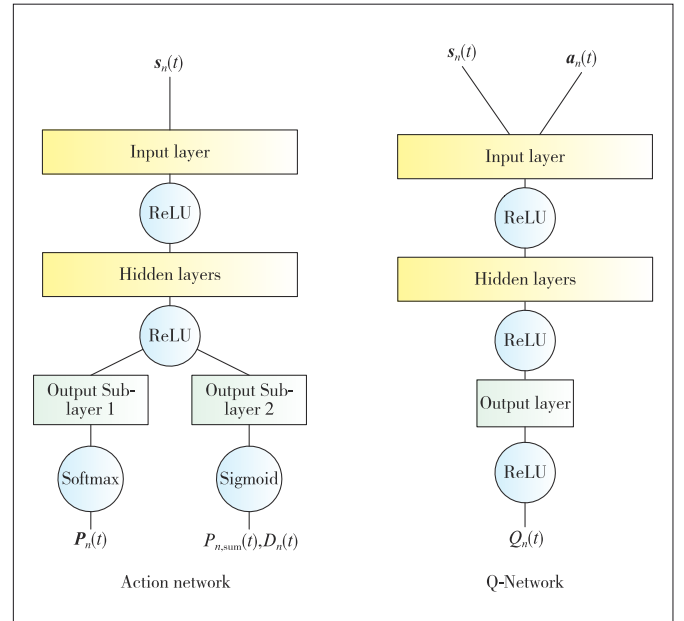 s_n(t)
Input layer
ReLU
Hidden layers
ReLU
Output Sub-
layer 1
Output Sub-
layer 2
Softmax
Sigmoid
P_n(t)
P_{n,sum}(t),D_n(t)
Action network
s_n(t)
a_n(t)
Input layer
ReLU
Hidden layers
ReLU
Output layer
ReLU
Q_n(t)
Q-Network